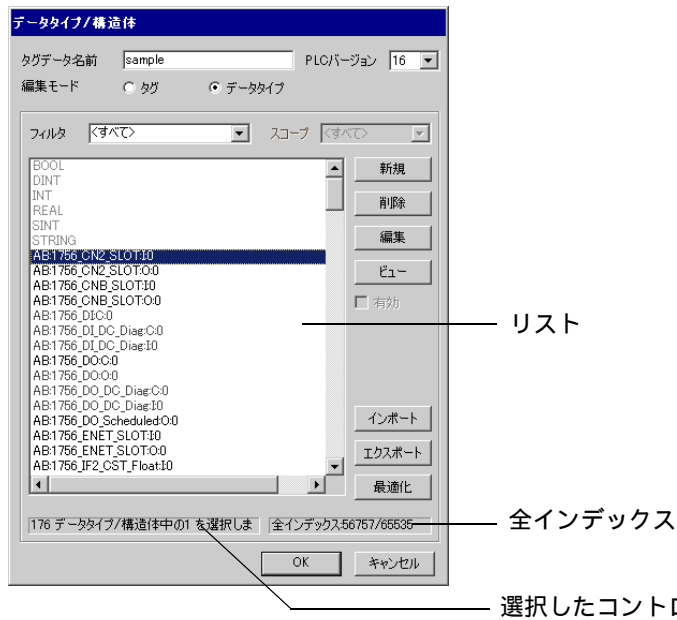 データタイプ/構造体
タグデータ名前 sample PLCバージョン 16
編集モード タグ データタイプ
フィルタ <すべて> スコープ <すべて>
BOOL
DINT
INT
REAL
SINT
STRING
AB:1756_CN2_SLOT:I:0
AB:1756_CN2_SLOT:O:0
AB:1756_CNB_SLOT:I:0
AB:1756_CNB_SLOT:O:0
AB:1756_DI:C:0
AB:1756_DI_DC_Diag:C:0
AB:1756_DI_DC_Diag:I:0
AB:1756_DO:C:0
AB:1756_DO:O:0
AB:1756_DO_DC_Diag:C:0
AB:1756_DO_DC_Diag:I:0
AB:1756_DO_Scheduled:O:0
AB:1756_ENET_SLOT:I:0
AB:1756_ENET_SLOT:O:0
AB:1756_IF2_CST_Float:I:0
新規
削除
編集
ビュー
有効
インポート
エクスポート
最適化
リスト
176 データタイプ/構造体中の1 を選択しま 全インデックス:56757/65535
全インデックス
OK キャンセル
選択したコントロ